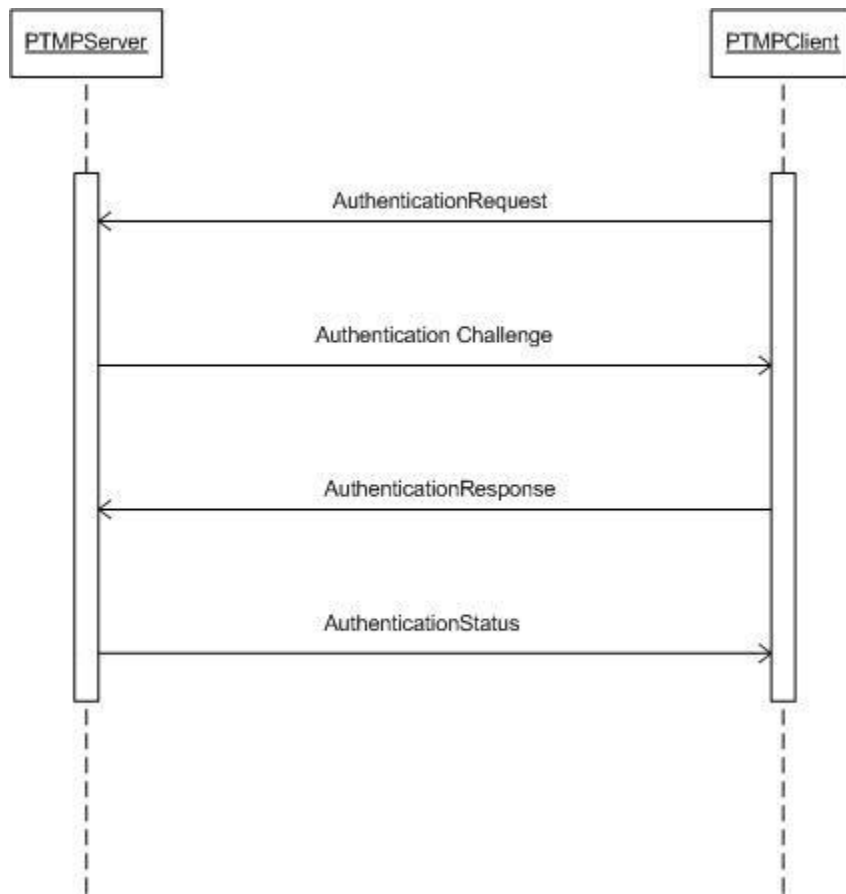 PTMPServer
PTMPClient
AuthenticationRequest
Authentication Challenge
AuthenticationResponse
AuthenticationStatus